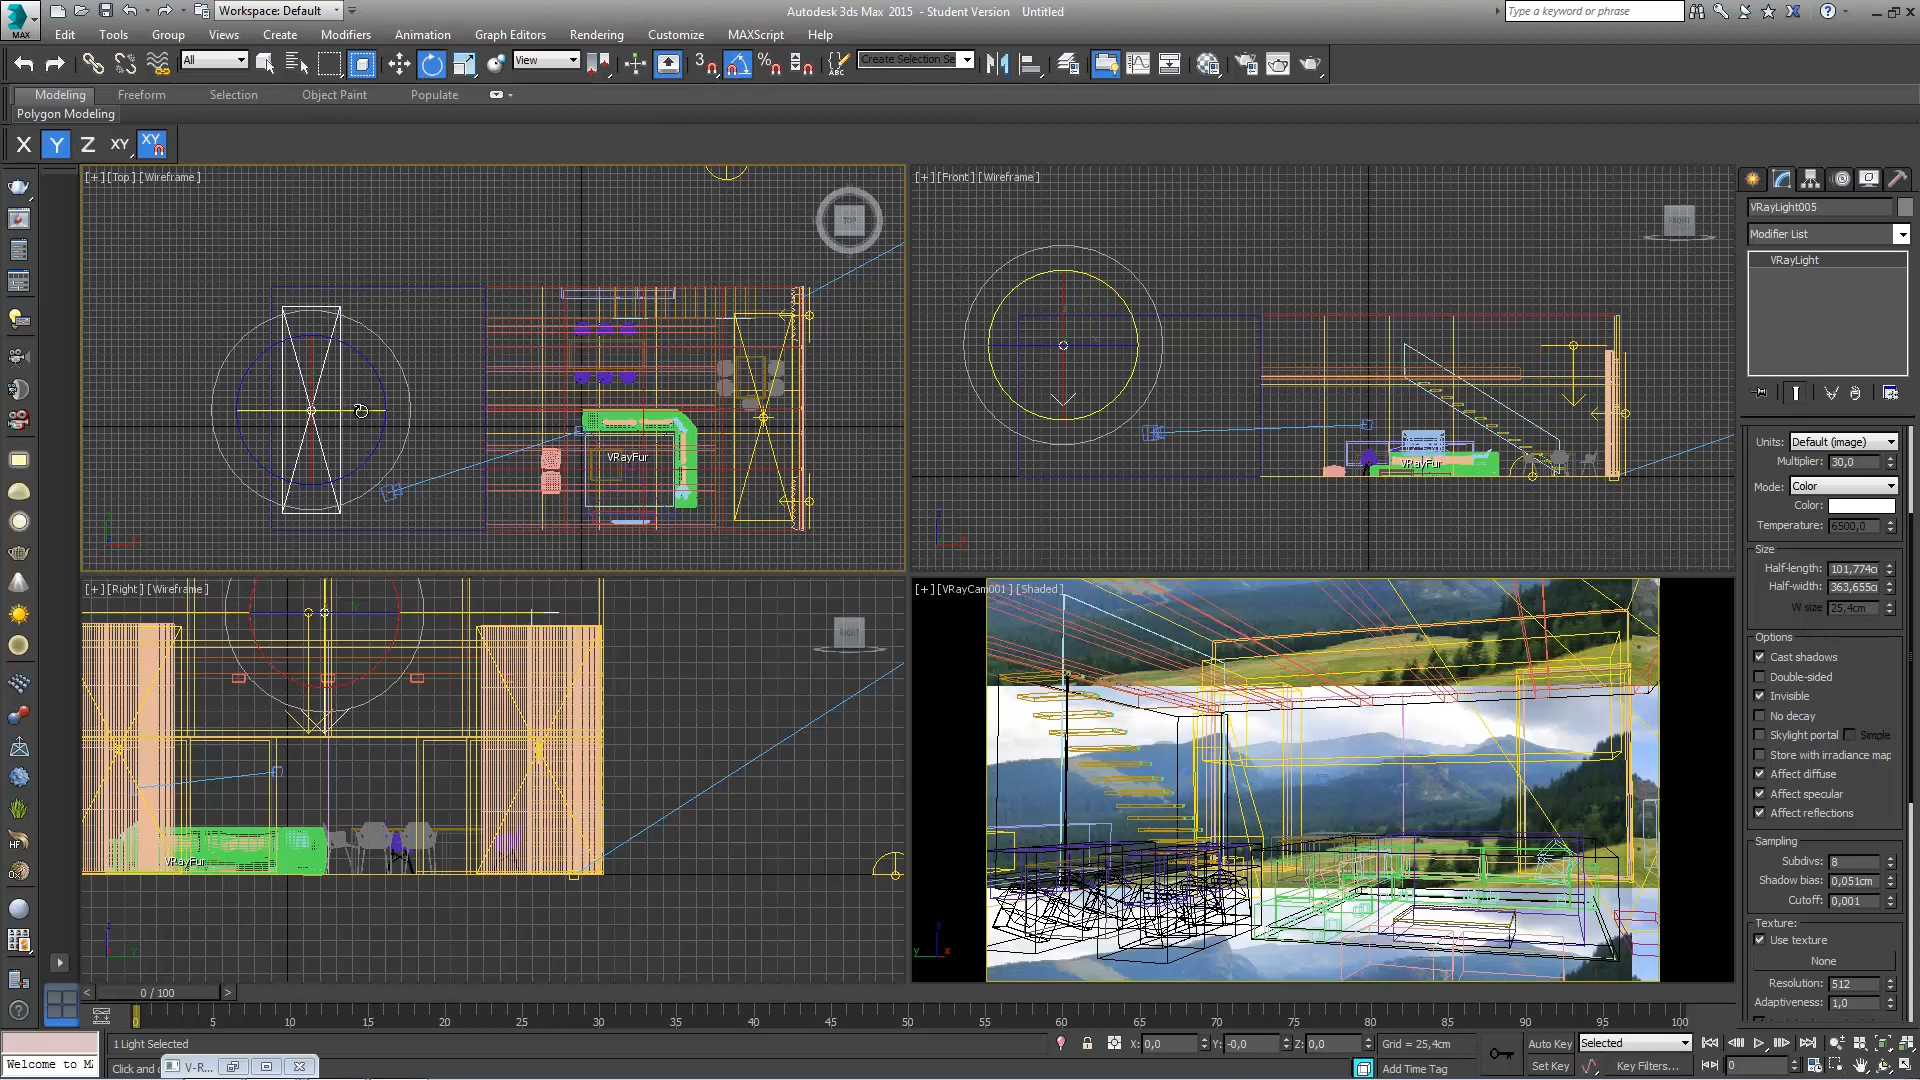 MAX
Workspace: Default
Autodesk 3ds Max 2015 - Student Version   Untitled
Type a keyword or phrase
Edit Tools Group Views Create Modifiers Animation Graph Editors Rendering Customize MAXScript Help
All
View
3
ABC
Create Selection Se
Modeling Freeform Selection Object Paint Populate
Polygon Modeling
X Y Z XY XY
[+] [Top] [Wireframe]
TOP
VRayFur
[+] [Front] [Wireframe]
FRONT
VRayFur
[+] [Right] [Wireframe]
RIGHT
VRayFur
[+] [VRayCam001] [Shaded]
VRayLight005
Modifier List
VRayLight
Units: Default (image)
Multiplier: 30,0
Mode: Color
Color:
Temperature: 6500,0
Size
Half-length: 101,774c
Half-width: 363,655c
W size 25,4cm
Options
Cast shadows
Double-sided
Invisible
No decay
Skylight portal Simple
Store with irradiance map
Affect diffuse
Affect specular
Affect reflections
Sampling
Subdivs: 8
Shadow bias: 0,051cm
Cutoff: 0,001
Texture:
Use texture
None
Resolution: 512
Adaptiveness: 1,0
HF
< 0 / 100 >
0 5 10 15 20 25 30 35 40 45 50 55 60 65 70 75 80 85 90 95 100
1 Light Selected
X: 0,0 Y: -0,0 Z: 0,0 Grid = 25,4cm
Auto Key Selected
Welcome to M
Click and
V-R...
Add Time Tag
Set Key Key Filters... 0